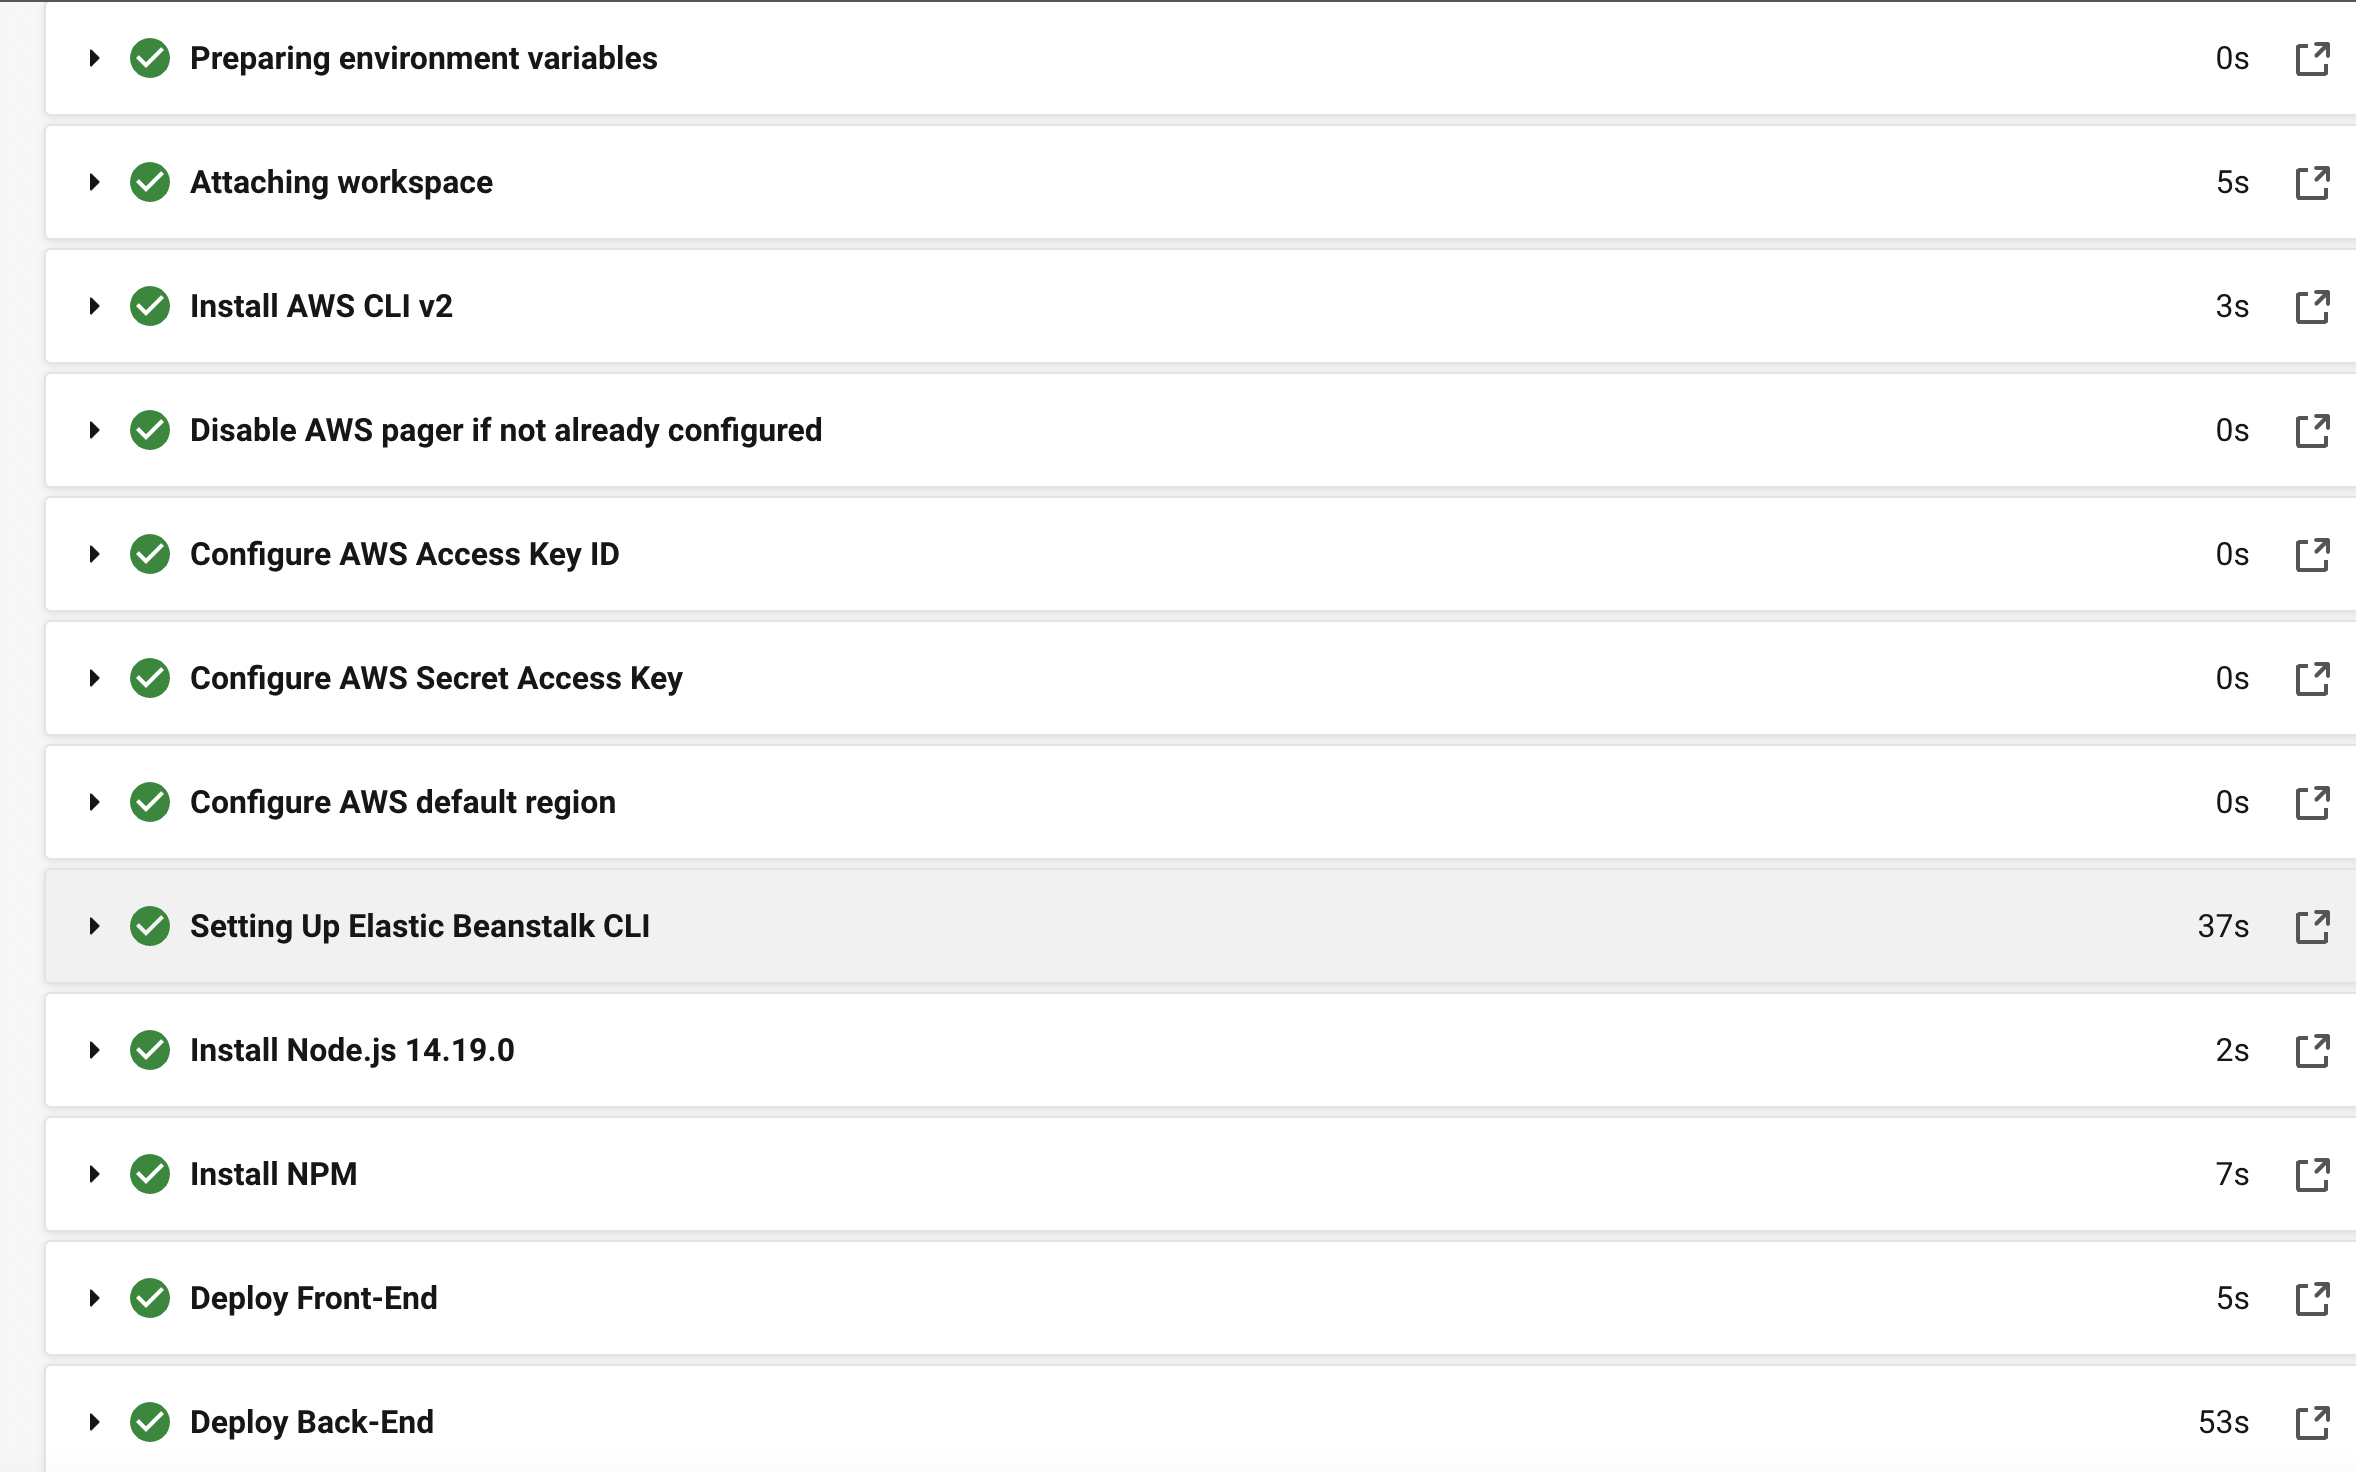 Preparing environment variables 0s
Attaching workspace 5s
Install AWS CLI v2 3s
Disable AWS pager if not already configured 0s
Configure AWS Access Key ID 0s
Configure AWS Secret Access Key 0s
Configure AWS default region 0s
Setting Up Elastic Beanstalk CLI 37s
Install Node.js 14.19.0 2s
Install NPM 7s
Deploy Front-End 5s
Deploy Back-End 53s